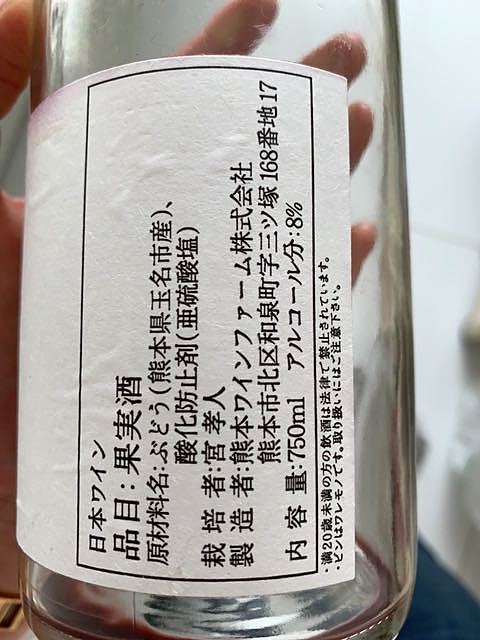 日本ワイン
品目：果実酒
原材料名：ぶどう（熊本県玉名市産）、
酸化防止剤（亜硫酸塩）
栽培者：宮 孝人
製造者：熊本ワインファーム株式会社
熊本市北区和泉町字三ツ塚168番地17
内容量：750ml　アルコール分：8%
・満20歳未満の方の飲酒は法律で禁止されています。
・ビンはワレモノです。取り扱いにはご注意下さい。